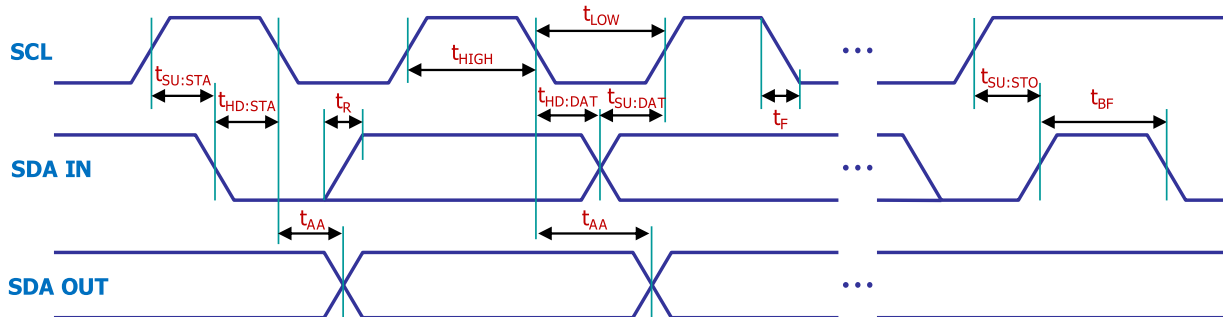 SCL
tSU:STA
tHD:STA
tR
tHIGH
tLOW
tHD:DAT
tSU:DAT
tF
tSU:STO
tBF
SDA IN
tAA
tAA
SDA OUT